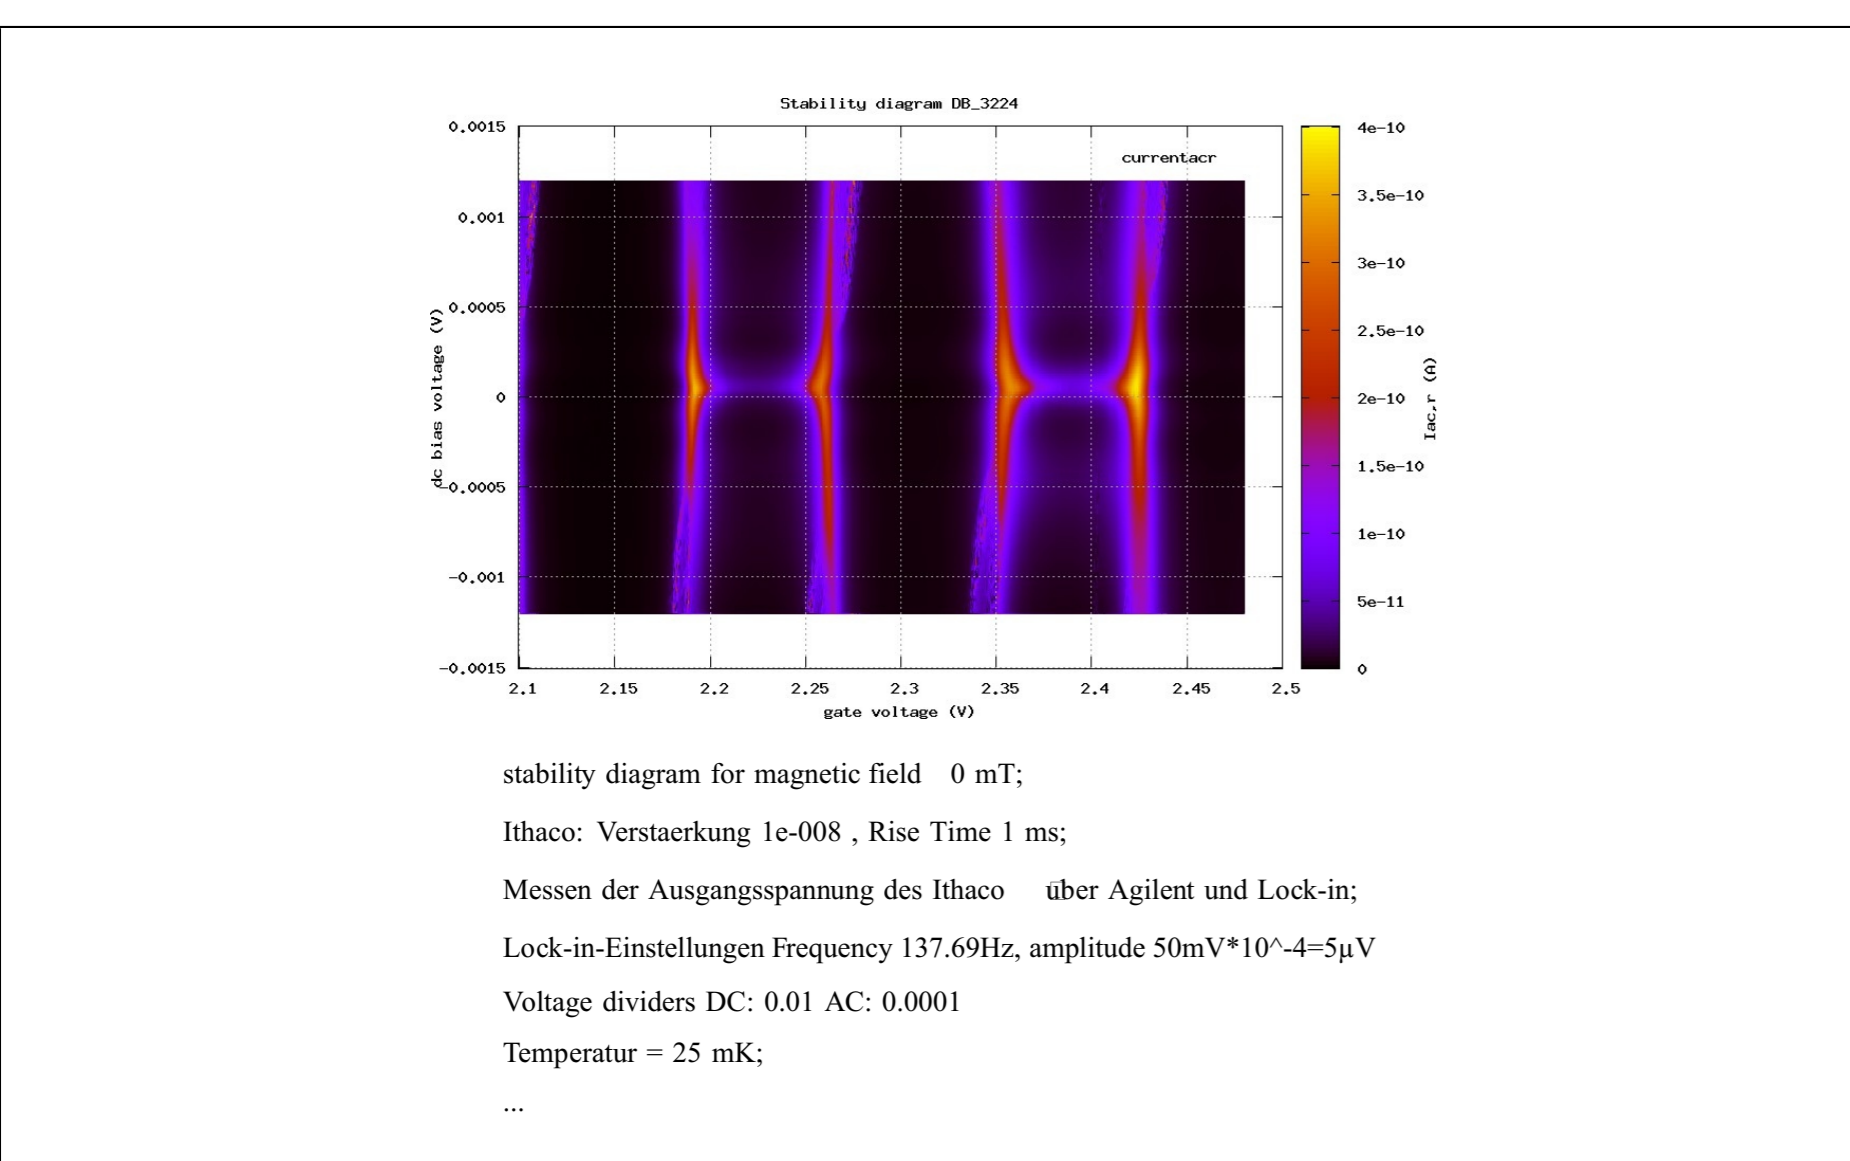 Stability diagram DB_3224
currentacr
0.0015
0.001
0.0005
0
-0.0005
-0.001
-0.0015
dc bias voltage (V)
2.1 2.15 2.2 2.25 2.3 2.35 2.4 2.45 2.5
gate voltage (V)
4e-10
3.5e-10
3e-10
2.5e-10
2e-10
1.5e-10
1e-10
5e-11
0
Iac,r (A)
stability diagram for magnetic field 0 mT;
Ithaco: Verstaerkung 1e-008 , Rise Time 1 ms;
Messen der Ausgangsspannung des Ithaco über Agilent und Lock-in;
Lock-in-Einstellungen Frequency 137.69Hz, amplitude 50mV*10^-4=5µV
Voltage dividers DC: 0.01 AC: 0.0001
Temperatur = 25 mK;
...